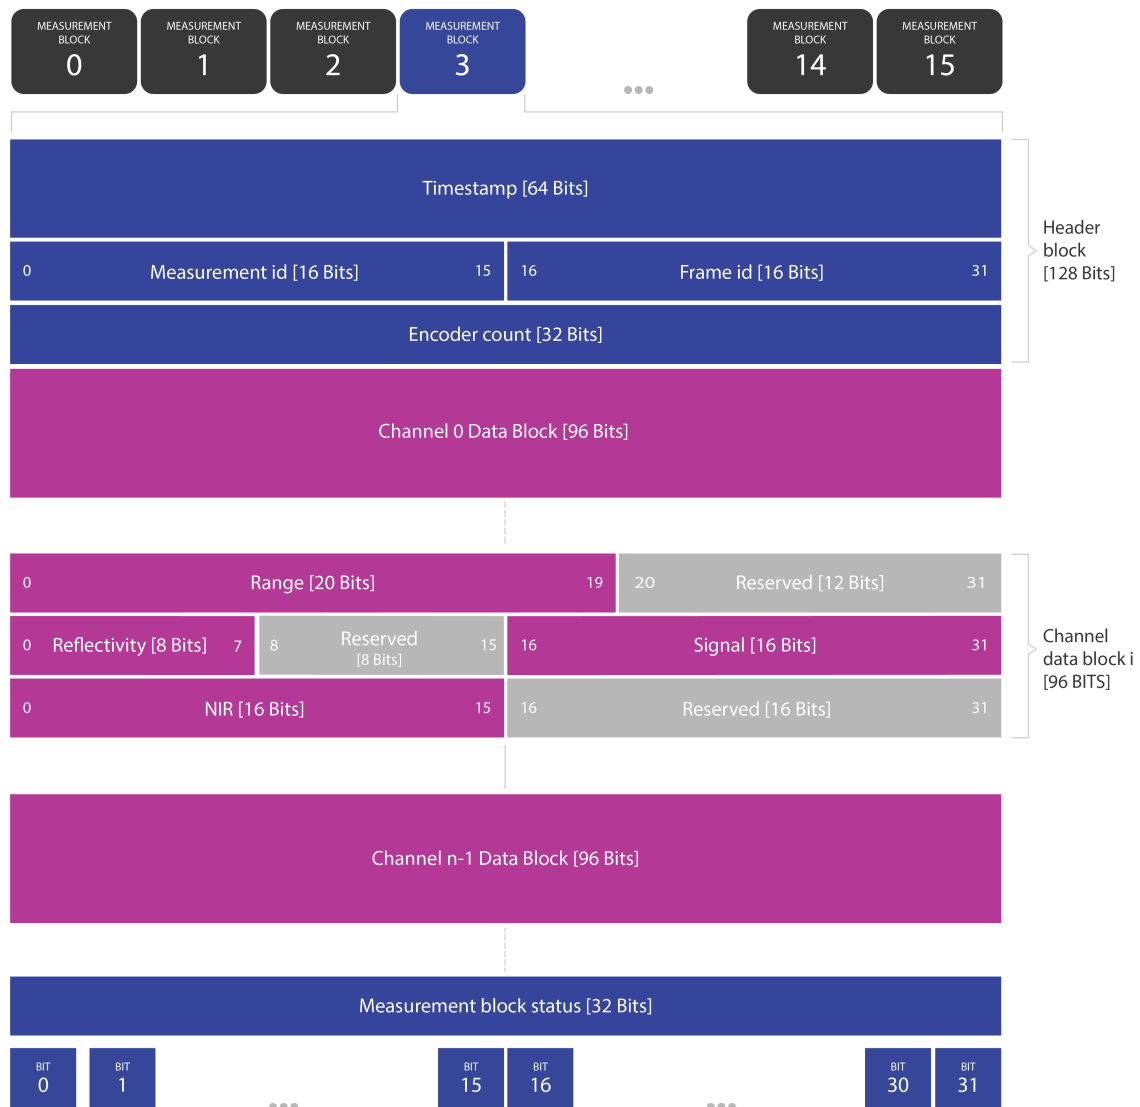 MEASUREMENT
BLOCK
0
MEASUREMENT
BLOCK
1
MEASUREMENT
BLOCK
2
MEASUREMENT
BLOCK
3
MEASUREMENT
BLOCK
14
MEASUREMENT
BLOCK
15
Timestamp [64 Bits]
0 Measurement id [16 Bits] 15
16 Frame id [16 Bits] 31
Encoder count [32 Bits]
Header
block
[128 Bits]
Channel 0 Data Block [96 Bits]
0 Range [20 Bits] 19
20 Reserved [12 Bits] 31
0 Reflectivity [8 Bits] 7
8 Reserved 15
[8 Bits]
16 Signal [16 Bits] 31
0 NIR [16 Bits] 15
16 Reserved [16 Bits] 31
Channel
data block i
[96 BITS]
Channel n-1 Data Block [96 Bits]
Measurement block status [32 Bits]
BIT
0
BIT
1
BIT
15
BIT
16
BIT
30
BIT
31